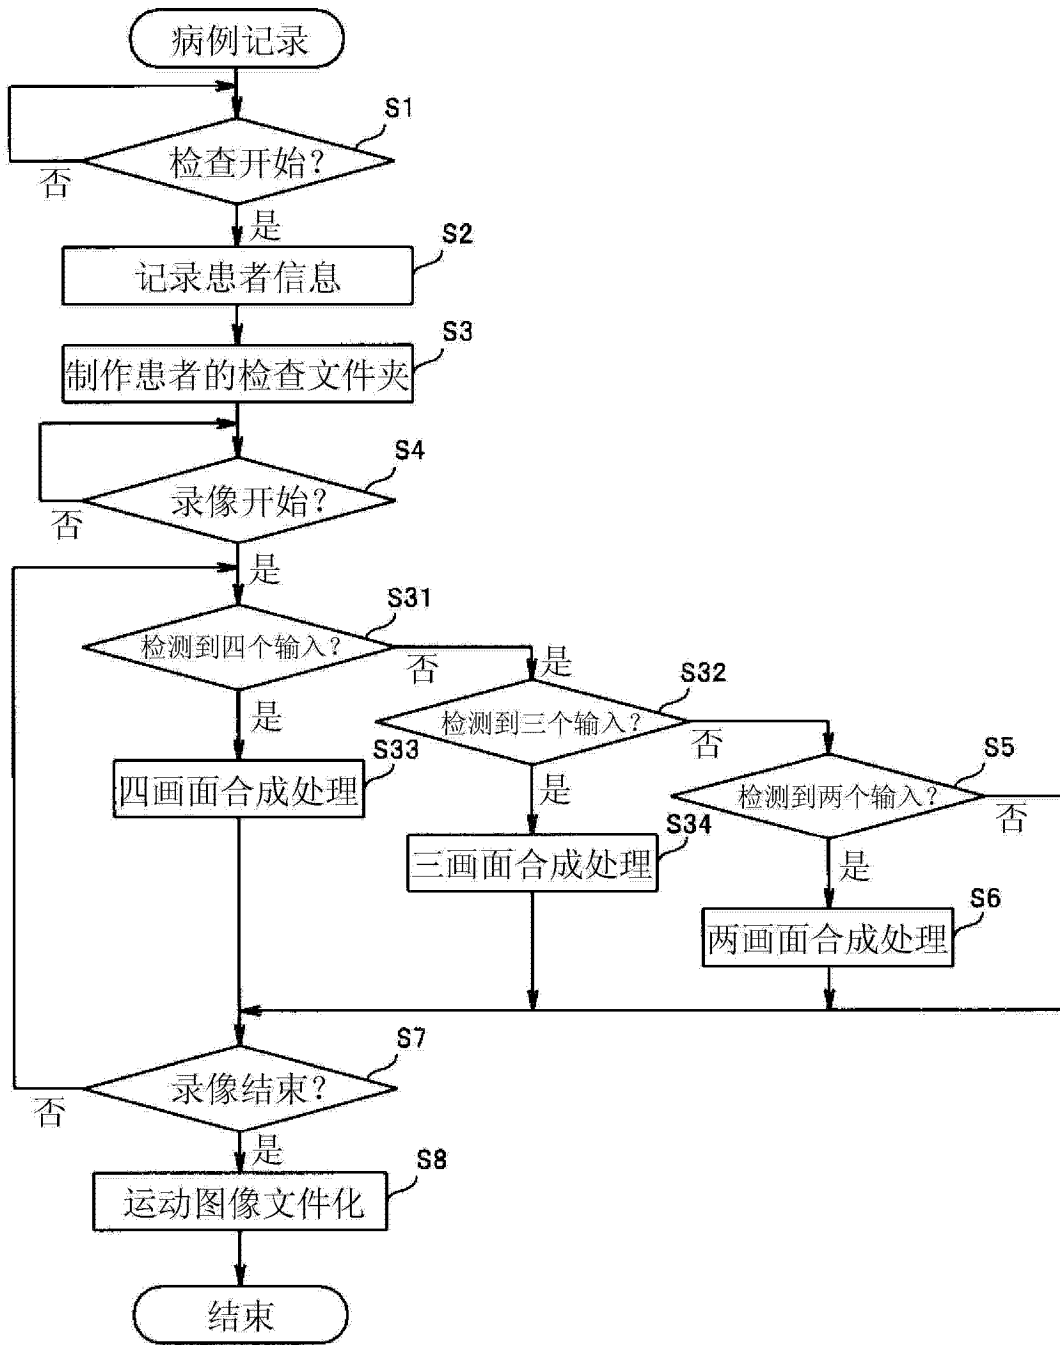 病例记录
S1
检查开始?
否
是
S2
记录患者信息
S3
制作患者的检查文件夹
S4
录像开始?
否
是
S31
检测到四个输入?
否
是
S32
是
检测到三个输入?
否
S33
四画面合成处理
是
S5
检测到两个输入?
否
S34
三画面合成处理
是
S6
两画面合成处理
S7
录像结束?
否
是
S8
运动图像文件化
结束